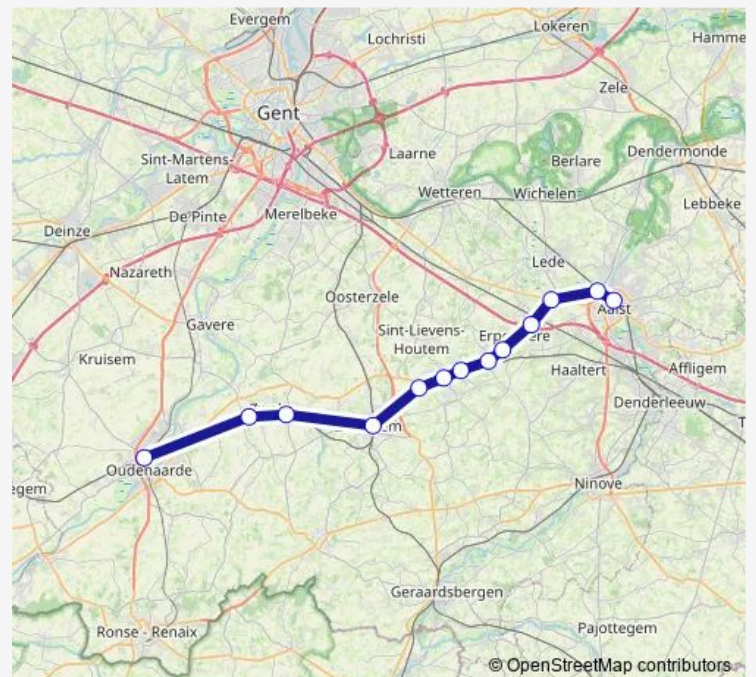 Evergem
Lochristi
Lokeren
Hamme
Zele
Gent
Laarne
Berlare
Dendermonde
Sint-Martens-
Latem
Wetteren
Wichelen
Lebbeke
De Pinte
Merelbeke
Deinze
Lede
Nazareth
Oosterzele
Aalst
Gavere
Sint-Lievens-
Houtem
Kruisem
Haaltert
Affligem
Denderleeuw
Oudenaarde
egem
Ninove
Geraardsbergen
Ronse - Renaix
Pajottegem
© OpenStreetMap contributors